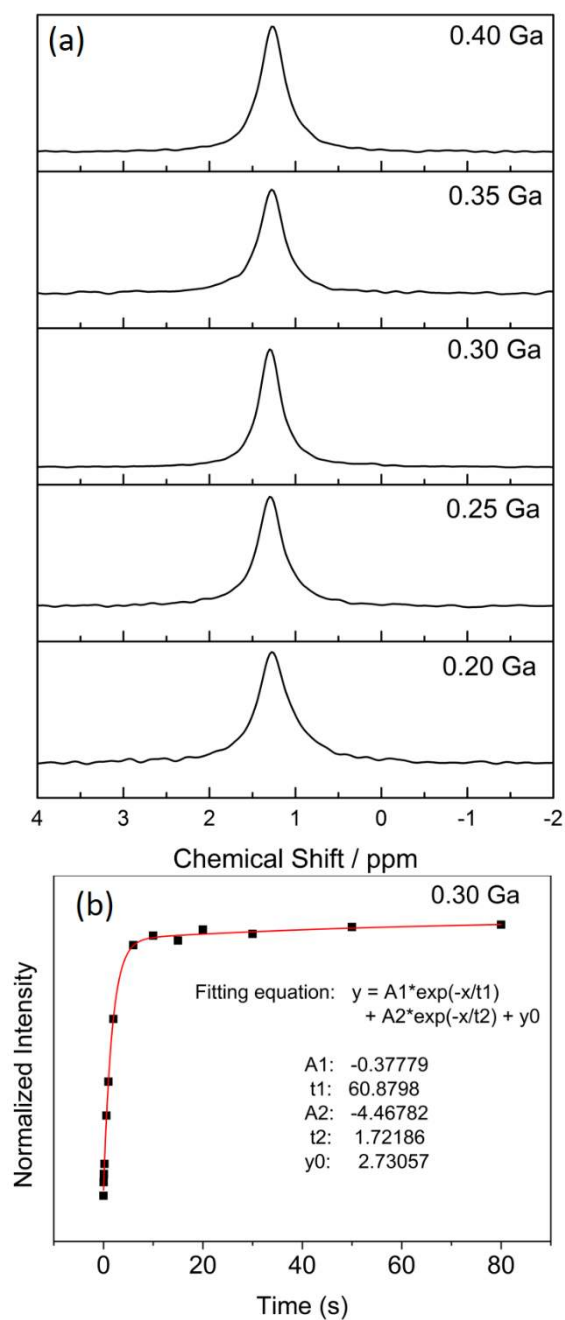 (a)
0.40 Ga
0.35 Ga
0.30 Ga
0.25 Ga
0.20 Ga
4 3 2 1 0 -1 -2
Chemical Shift / ppm
(b)
0.30 Ga
Normalized Intensity
Fitting equation: y = A1*exp(-x/t1)
+ A2*exp(-x/t2) + y0
A1: -0.37779
t1: 60.8798
A2: -4.46782
t2: 1.72186
y0: 2.73057
0 20 40 60 80
Time (s)